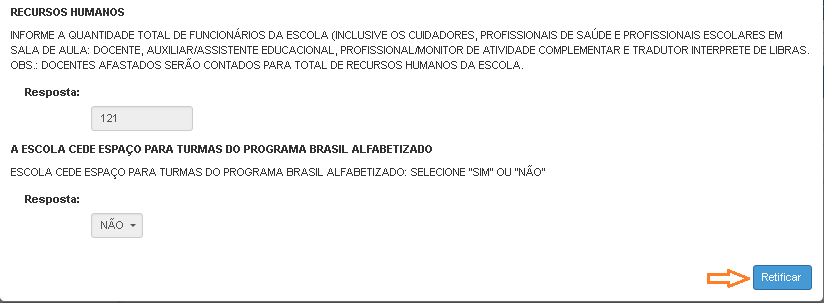 RECURSOS HUMANOS
INFORME A QUANTIDADE TOTAL DE FUNCIONÁRIOS DA ESCOLA (INCLUSIVE OS CUIDADORES, PROFISSIONAIS DE SAÚDE E PROFISSIONAIS ESCOLARES EM
SALA DE AULA: DOCENTE, AUXILIAR/ASSISTENTE EDUCACIONAL, PROFISSIONAL/MONITOR DE ATIVIDADE COMPLEMENTAR E TRADUTOR INTERPRETE DE LIBRAS.
OBS.: DOCENTES AFASTADOS SERÃO CONTADOS PARA TOTAL DE RECURSOS HUMANOS DA ESCOLA.
Resposta:
121
A ESCOLA CEDE ESPAÇO PARA TURMAS DO PROGRAMA BRASIL ALFABETIZADO
ESCOLA CEDE ESPAÇO PARA TURMAS DO PROGRAMA BRASIL ALFABETIZADO: SELECIONE "SIM" OU "NÃO"
Resposta:
NÃO
Retificar